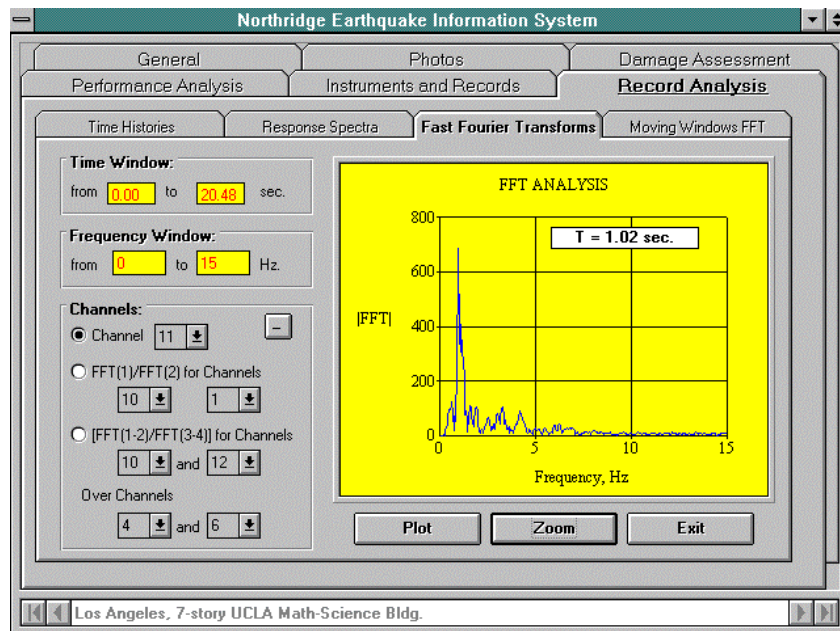 Northridge Earthquake Information System
General Photos Damage Assessment
Performance Analysis Instruments and Records Record Analysis
Time Histories Response Spectra Fast Fourier Transforms Moving Windows FFT
Time Window:
from 0.00 to 20.48 sec.
Frequency Window:
from 0 to 15 Hz.
Channels:
Channel 11 –
FFT(1)/FFT(2) for Channels
10 1
[FFT(1-2)/FFT(3-4)] for Channels
10 and 12
Over Channels
4 and 6
FFT ANALYSIS
T = 1.02 sec.
|FFT|
800
600
400
200
0
0 5 10 15
Frequency, Hz
Plot Zoom Exit
Los Angeles, 7-story UCLA Math-Science Bldg.